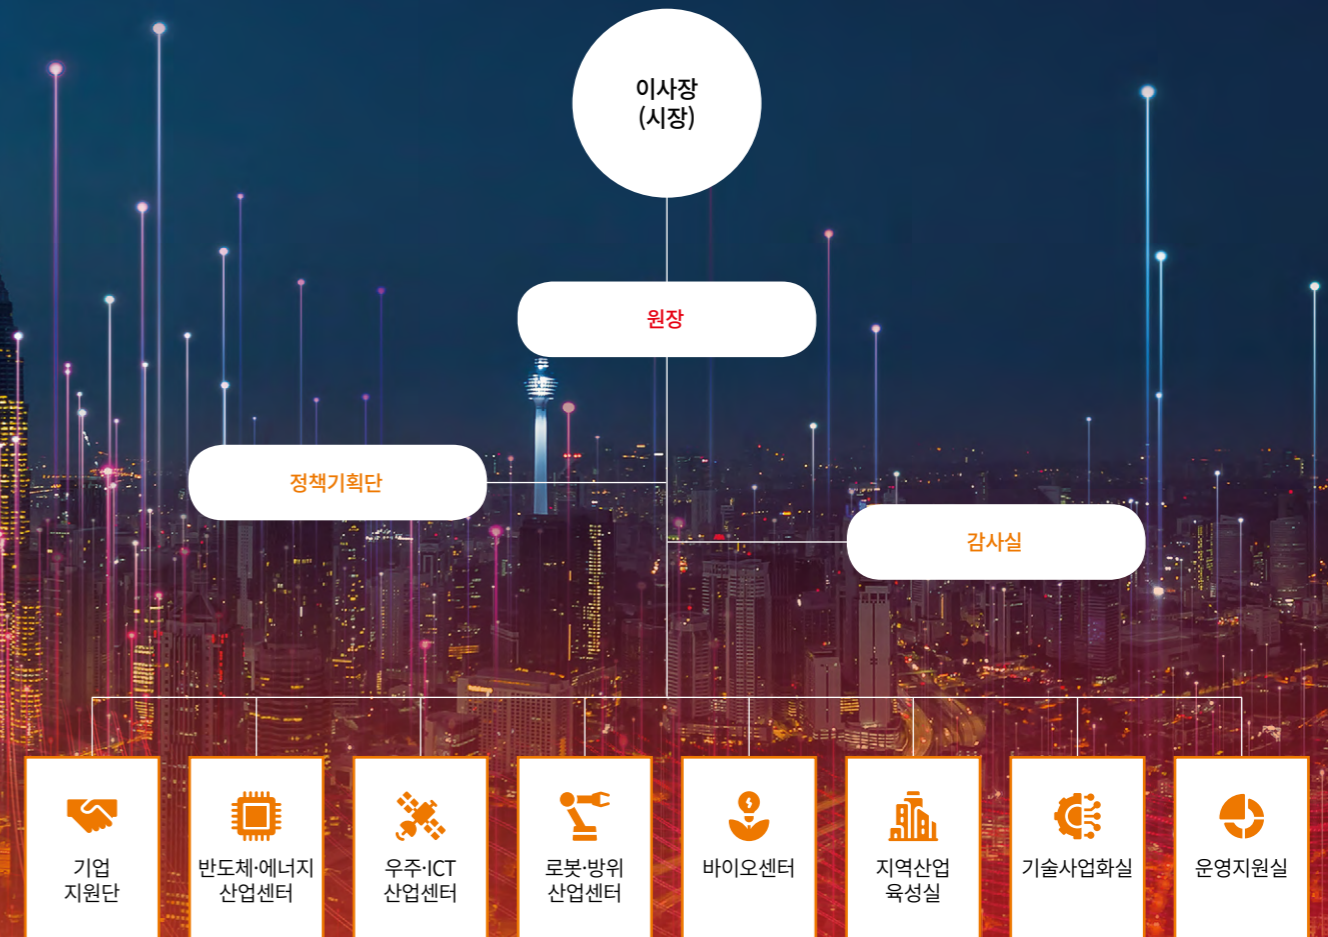 이사장
(시장)
원장
정책기획단
감사실
기업
지원단
반도체·에너지
산업센터
우주·ICT
산업센터
로봇·방위
산업센터
바이오센터
지역산업
육성실
기술사업화실
운영지원실